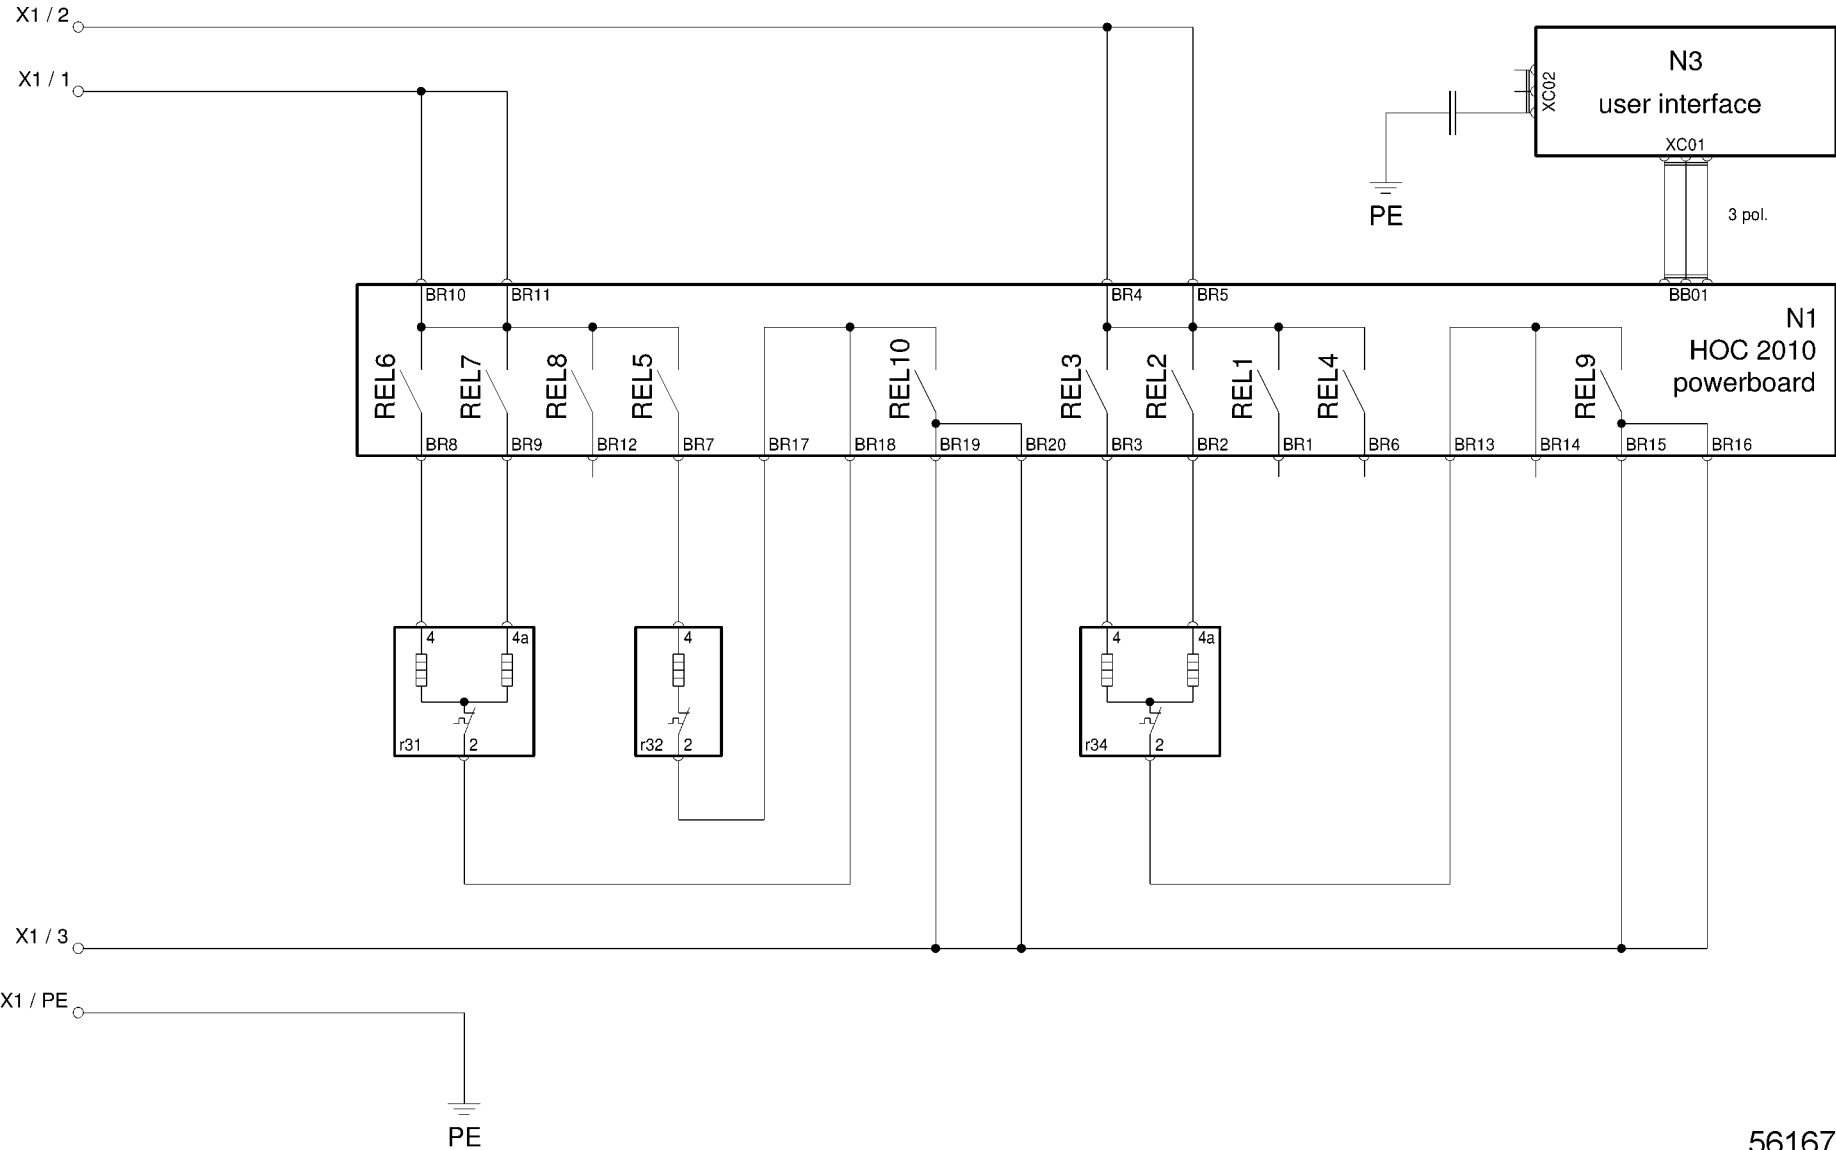 X1 / 2
X1 / 1
N3
user interface
XC02
XC01
PE
3 pol.
BR10
BR11
BR4
BR5
BB01
N1
HOC 2010
powerboard
REL6
REL7
REL8
REL5
REL10
REL3
REL2
REL1
REL4
REL9
BR8
BR9
BR12
BR7
BR17
BR18
BR19
BR20
BR3
BR2
BR1
BR6
BR13
BR14
BR15
BR16
4
4a
4
4
4a
r31
2
r32
2
r34
2
X1 / 3
X1 / PE
PE
56167